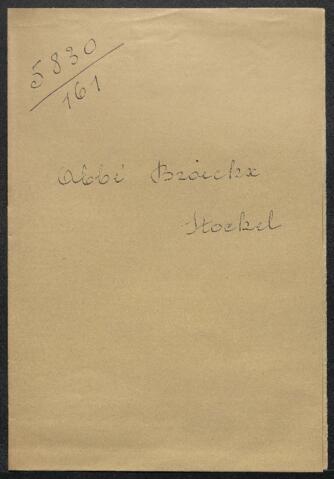 5830
161
Abbé Broeckx
Stockel